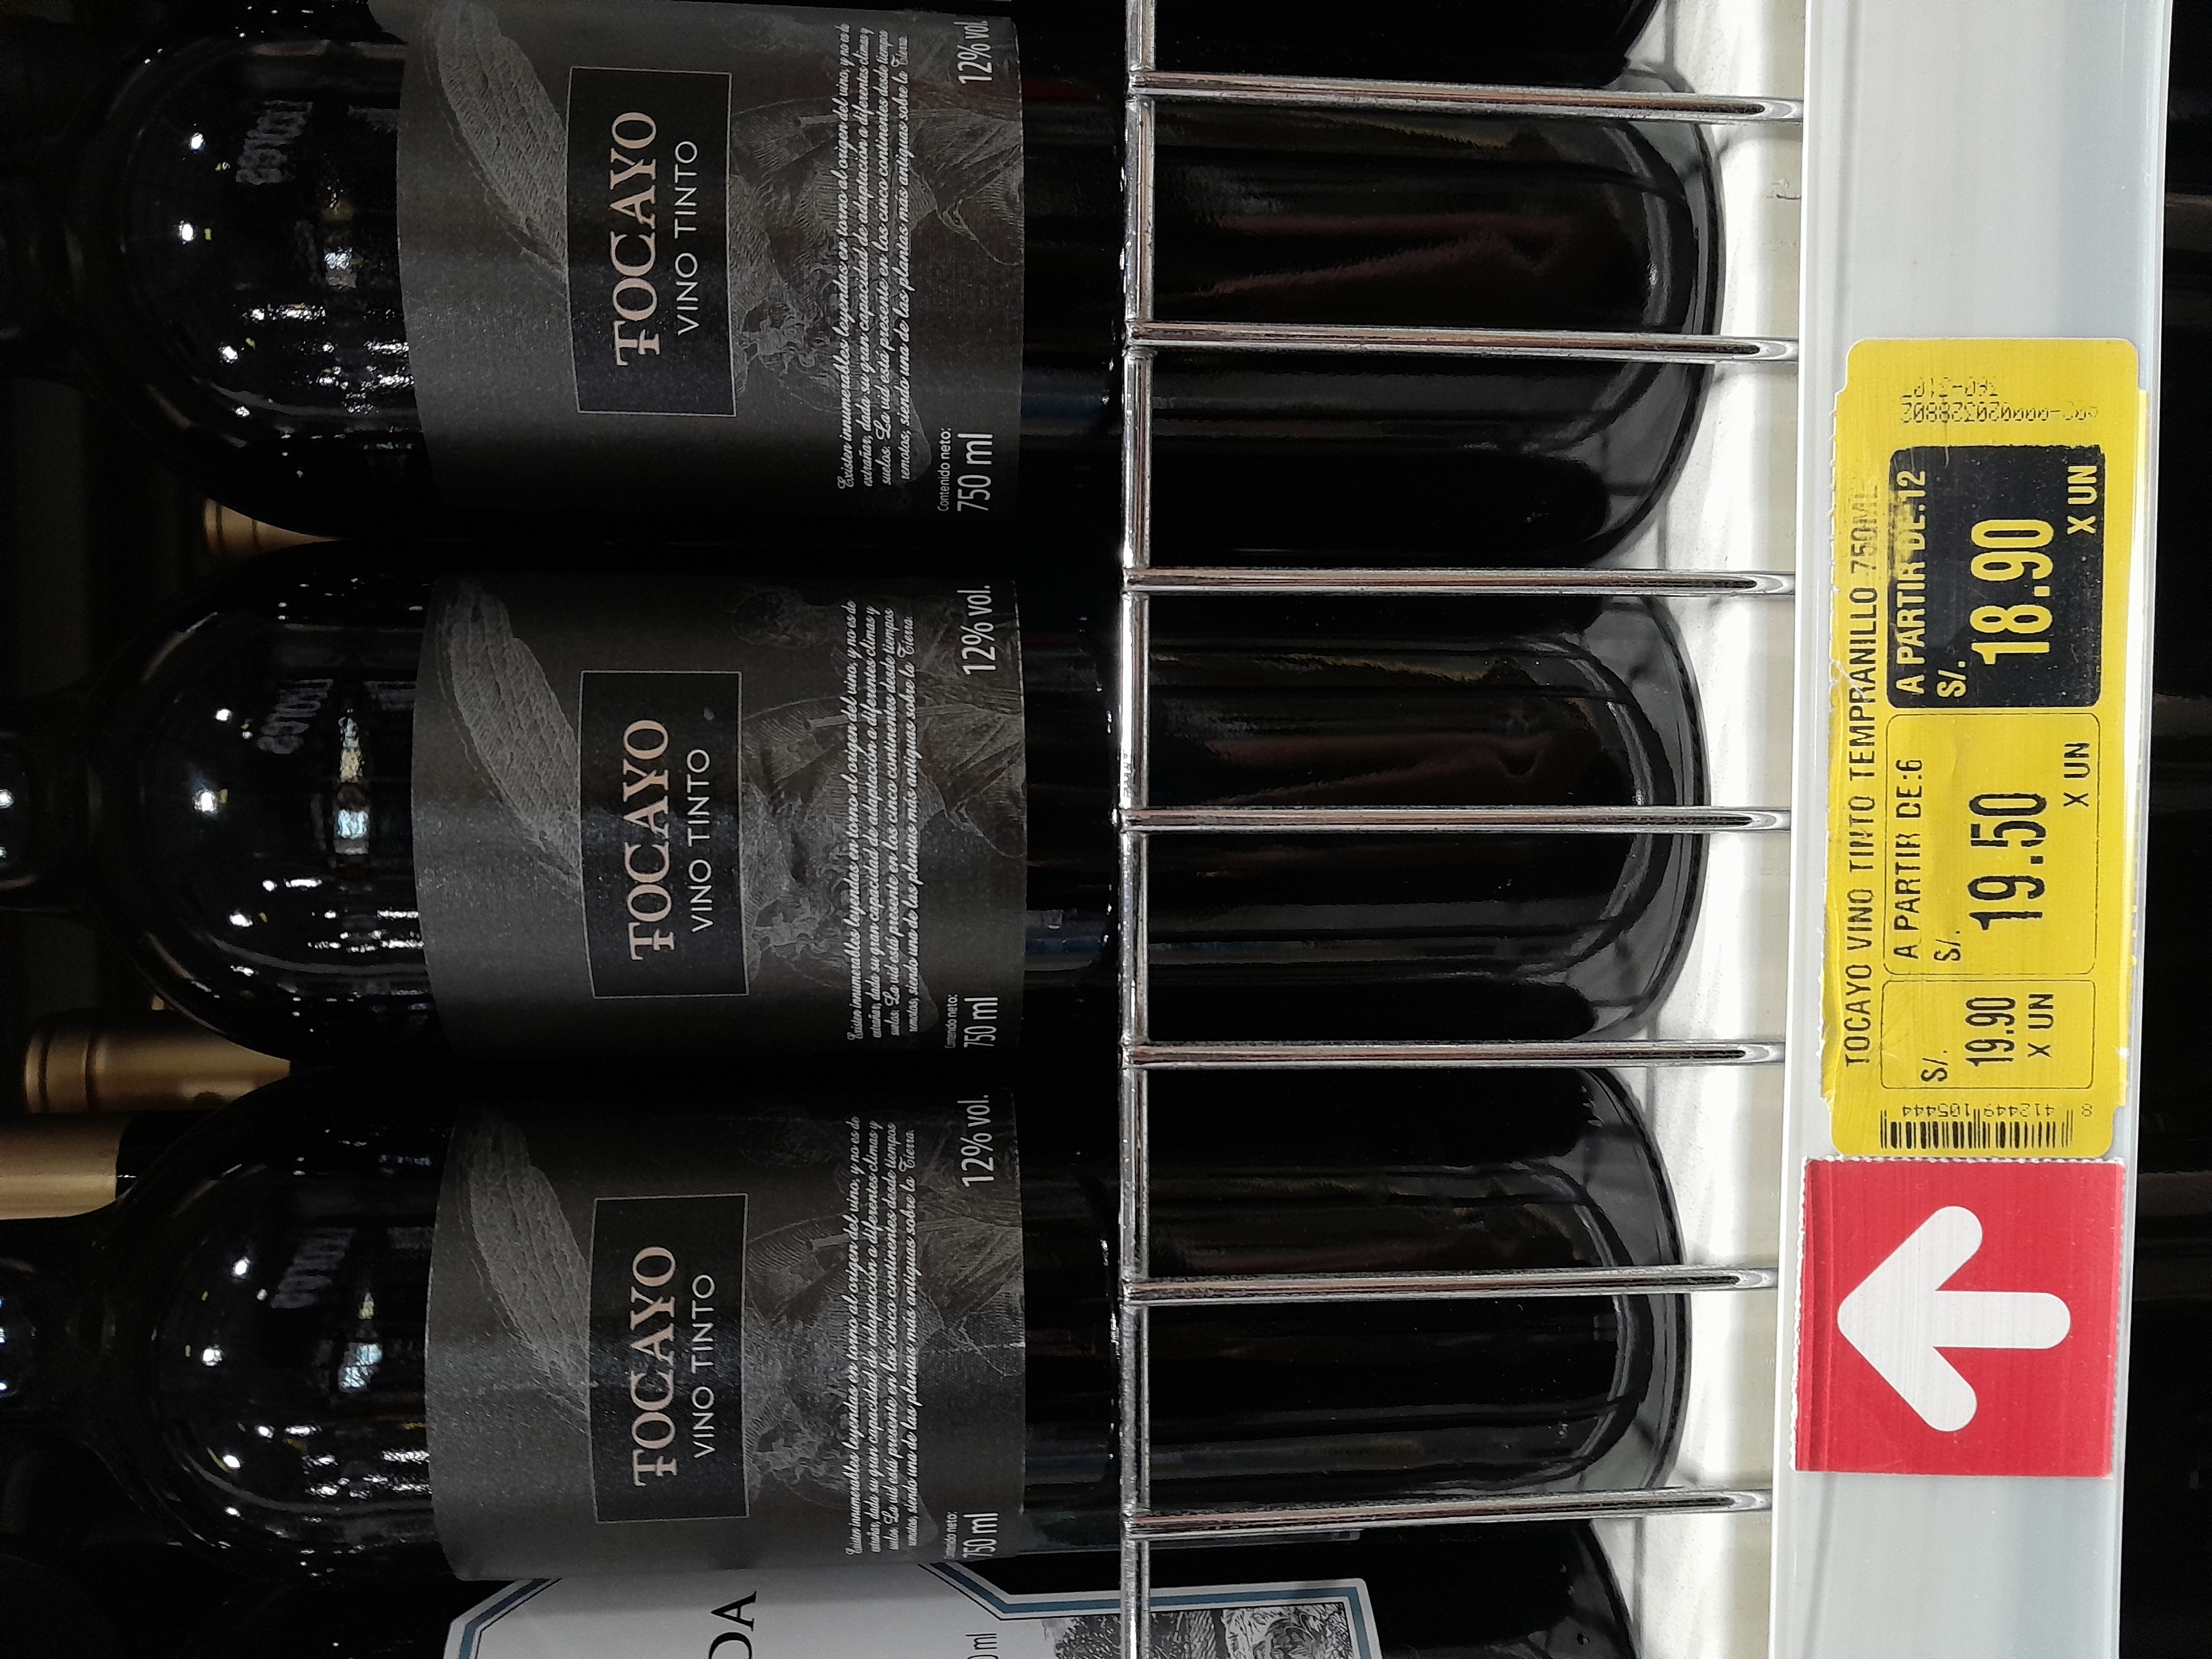 DA
0 ml
TOCAYO
VINO TINTO
Existen innumerables leyendas en torno al origen del vino, y no es de
extrañar, dada su gran capacidad de adaptación a diferentes climas y
suelos. La vid está presente en los cinco continentes desde tiempos
remotos, siendo una de las plantas más antiguas sobre la Tierra.
Contenido neto:
750 ml
12% vol.
TOCAYO
VINO TINTO
Existen innumerables leyendas en torno al origen del vino, y no es de
extrañar, dada su gran capacidad de adaptación a diferentes climas y
suelos. La vid está presente en los cinco continentes desde tiempos
remotos, siendo una de las plantas más antiguas sobre la Tierra.
Contenido neto:
750 ml
12% vol.
TOCAYO
VINO TINTO
Existen innumerables leyendas en torno al origen del vino, y no es de
extrañar, dada su gran capacidad de adaptación a diferentes climas y
suelos. La vid está presente en los cinco continentes desde tiempos
remotos, siendo una de las plantas más antiguas sobre la Tierra.
Contenido neto:
750 ml
12% vol.
TOCAYO VINO TINTO TEMPRANILLO 750ML
8 412449 105444
S/.
19.90
X UN
A PARTIR DE:6
S/.
19.50
X UN
A PARTIR DE:12
S/.
18.90
X UN